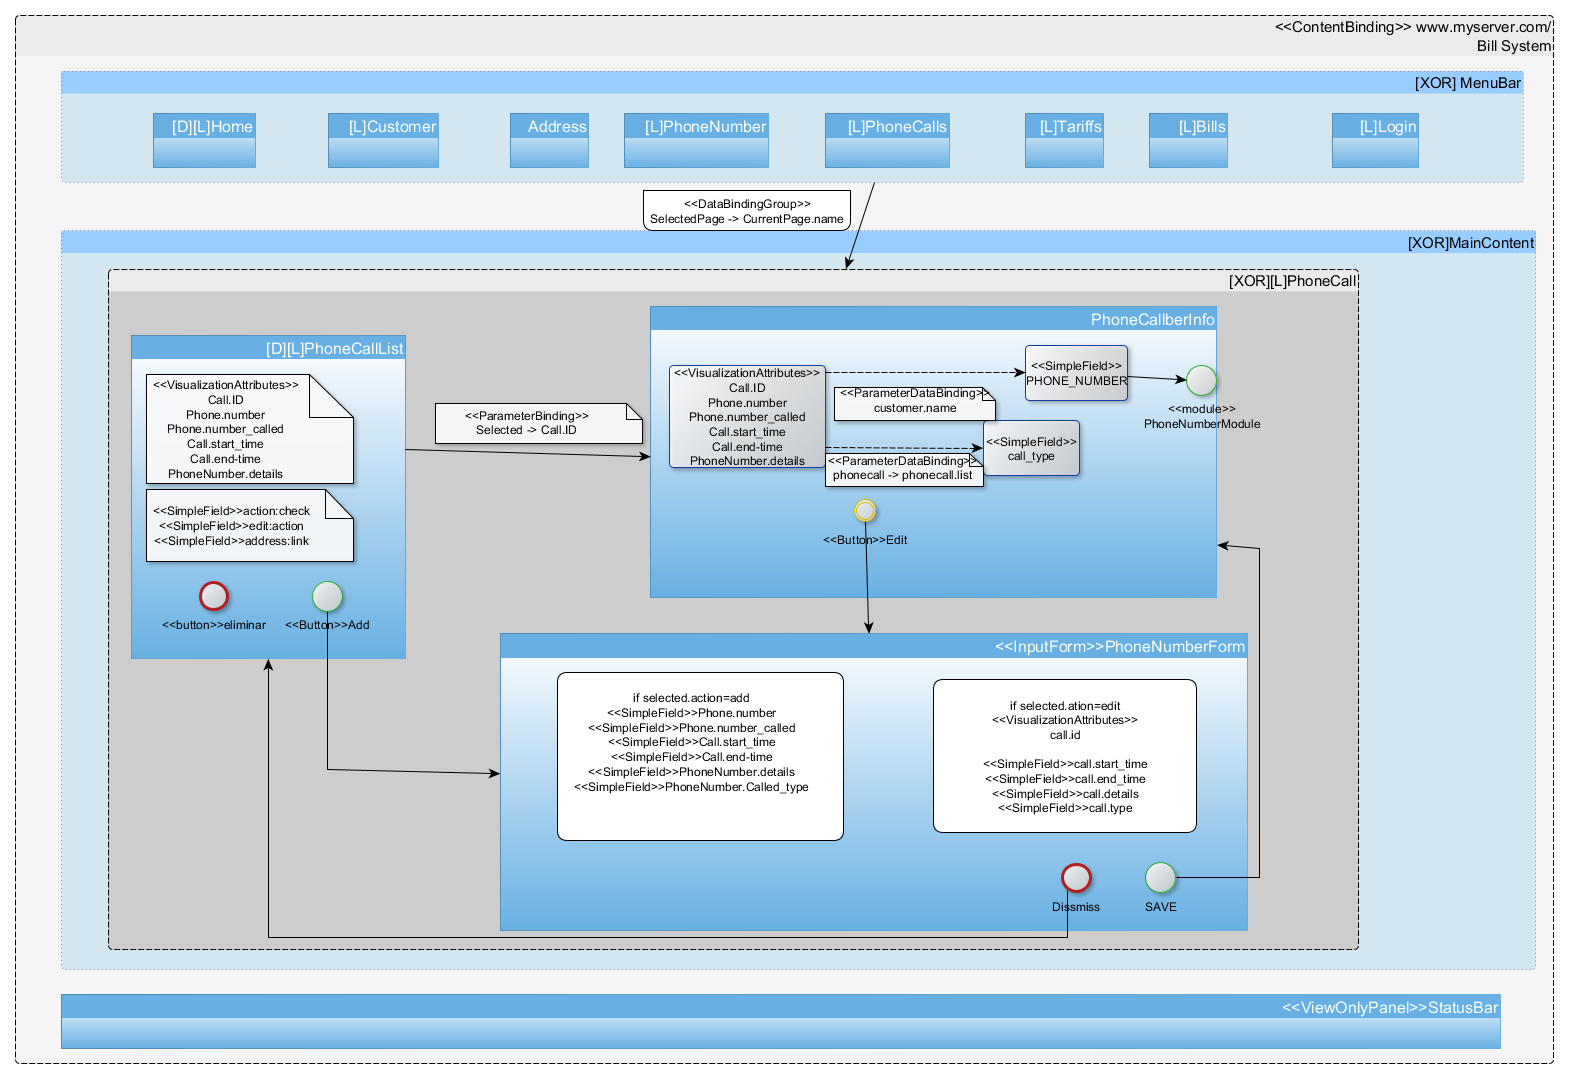 <<ContentBinding>> www.myserver.com/
Bill System
[XOR] MenuBar
[D][L]Home
[L]Customer
Address
[L]PhoneNumber
[L]PhoneCalls
[L]Tariffs
[L]Bills
[L]Login
<<DataBindingGroup>>
SelectedPage -> CurrentPage.name
[XOR]MainContent
[XOR][L]PhoneCall
[D][L]PhoneCallList
<<VisualizationAttributes>>
Call.ID
Phone.number
Phone.number_called
Call.start_time
Call.end-time
PhoneNumber.details
<<SimpleField>>action:check
<<SimpleField>>edit:action
<<SimpleField>>address:link
<<button>>eliminar
<<Button>>Add
<<ParameterBinding>>
Selected -> Call.ID
PhoneCallberInfo
<<VisualizationAttributes>>
Call.ID
Phone.number
Phone.number_called
Call.start_time
Call.end-time
PhoneNumber.details
<<SimpleField>>
PHONE_NUMBER
<<ParameterDataBinding>>
customer.name
<<module>>
PhoneNumberModule
<<SimpleField>>
call_type
<<ParameterDataBinding>>
phonecall -> phonecall.list
<<Button>>Edit
<<InputForm>>PhoneNumberForm
if selected.action=add
<<SimpleField>>Phone.number
<<SimpleField>>Phone.number_called
<<SimpleField>>Call.start_time
<<SimpleField>>Call.end-time
<<SimpleField>>PhoneNumber.details
<<SimpleField>>PhoneNumber.Called_type
if selected.ation=edit
<<VisualizationAttributes>>
call.id
<<SimpleField>>call.start_time
<<SimpleField>>call.end_time
<<SimpleField>>call.details
<<SimpleField>>call.type
Dissmiss
SAVE
<<ViewOnlyPanel>>StatusBar